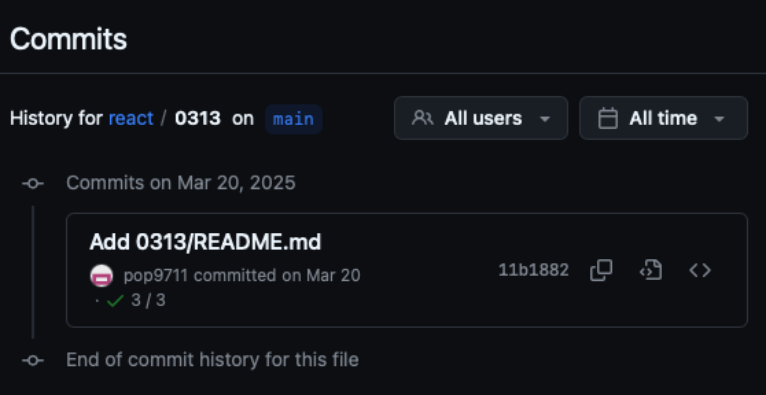 Commits
History for react / 0313 on main
All users
All time
Commits on Mar 20, 2025
Add 0313/README.md
pop9711 committed on Mar 20
· 3 / 3
11b1882
End of commit history for this file